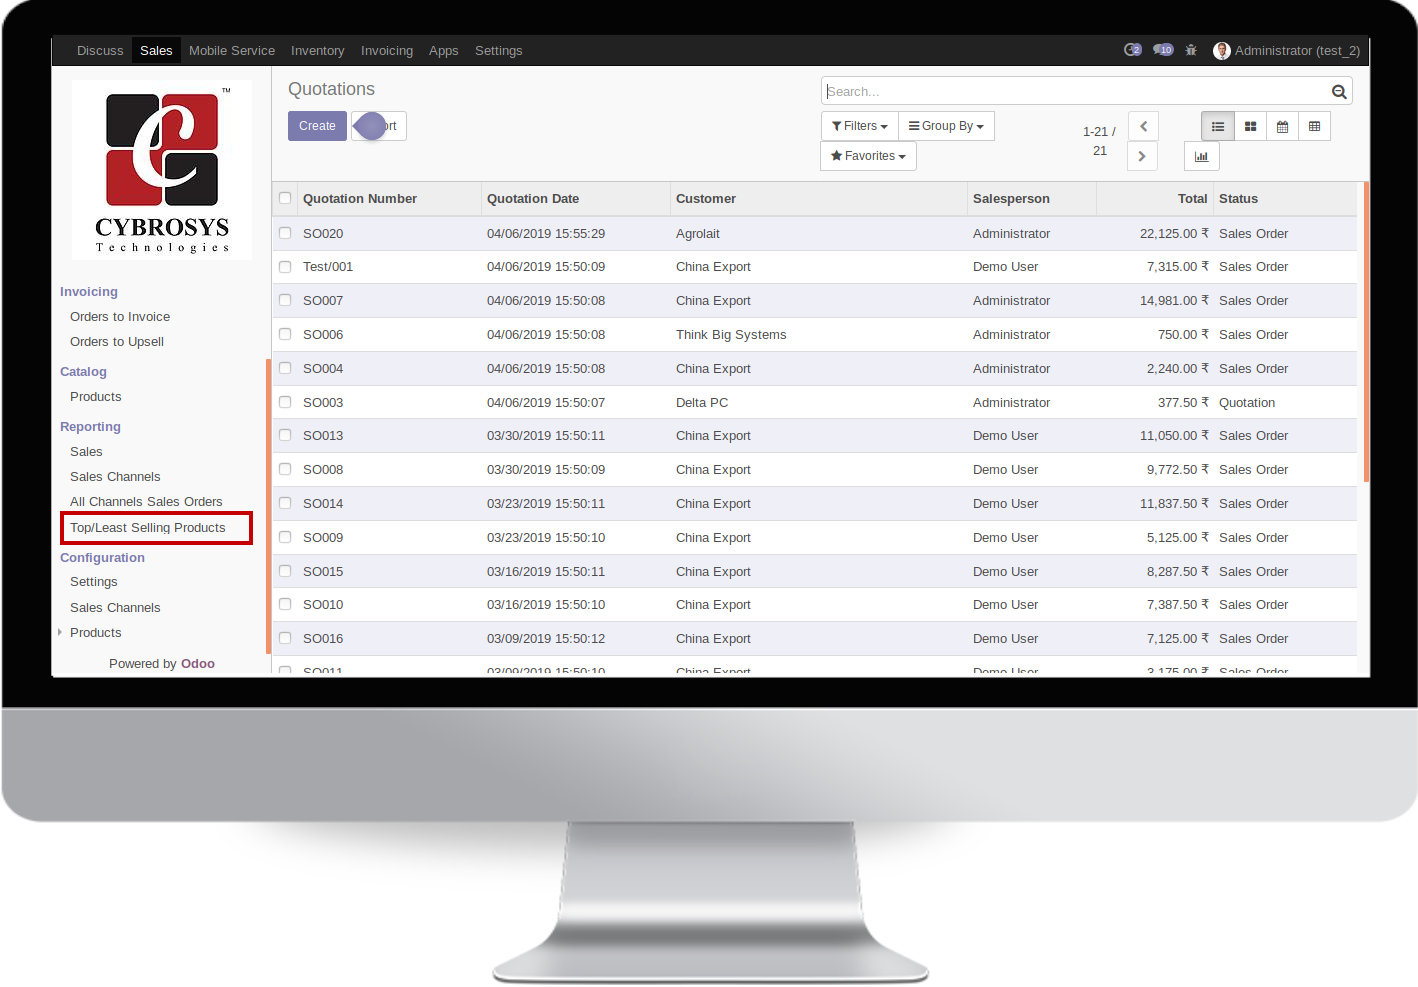 Discuss Sales Mobile Service Inventory Invoicing Apps Settings 2 10 Administrator (test_2)
TM
CYBROSYS
Technologies
Invoicing
Orders to Invoice
Orders to Upsell
Catalog
Products
Reporting
Sales
Sales Channels
All Channels Sales Orders
Top/Least Selling Products
Configuration
Settings
Sales Channels
Products
Powered by Odoo
Quotations
Search...
Create
Filters Group By
Favorites
1-21 /
21
Quotation Number Quotation Date Customer Salesperson Total Status
SO020 04/06/2019 15:55:29 Agrolait Administrator 22,125.00 ₹ Sales Order
Test/001 04/06/2019 15:50:09 China Export Demo User 7,315.00 ₹ Sales Order
SO007 04/06/2019 15:50:08 China Export Administrator 14,981.00 ₹ Sales Order
SO006 04/06/2019 15:50:08 Think Big Systems Administrator 750.00 ₹ Sales Order
SO004 04/06/2019 15:50:08 China Export Administrator 2,240.00 ₹ Sales Order
SO003 04/06/2019 15:50:07 Delta PC Administrator 377.50 ₹ Quotation
SO013 03/30/2019 15:50:11 China Export Demo User 11,050.00 ₹ Sales Order
SO008 03/30/2019 15:50:09 China Export Demo User 9,772.50 ₹ Sales Order
SO014 03/23/2019 15:50:11 China Export Demo User 11,837.50 ₹ Sales Order
SO009 03/23/2019 15:50:10 China Export Demo User 5,125.00 ₹ Sales Order
SO015 03/16/2019 15:50:11 China Export Demo User 8,287.50 ₹ Sales Order
SO010 03/16/2019 15:50:10 China Export Demo User 7,387.50 ₹ Sales Order
SO016 03/09/2019 15:50:12 China Export Demo User 7,125.00 ₹ Sales Order
SO011 03/09/2019 15:50:10 China Export Demo User 3,175.00 ₹ Sales Order